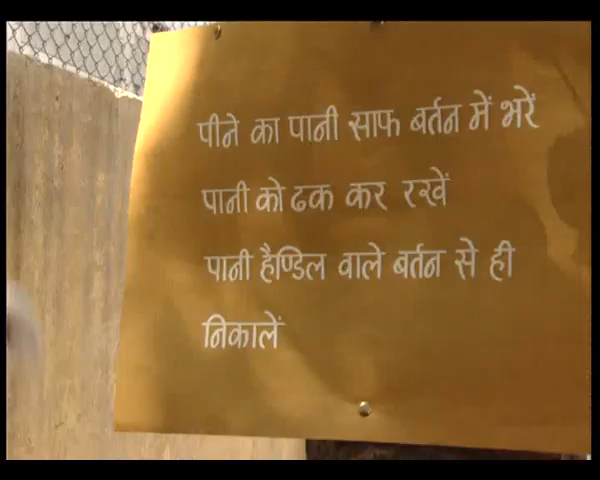 पीने का पानी साफ बर्तन में भरें
पानी को ढक कर रखें
पानी हैण्डिल वाले बर्तन से ही
निकालें